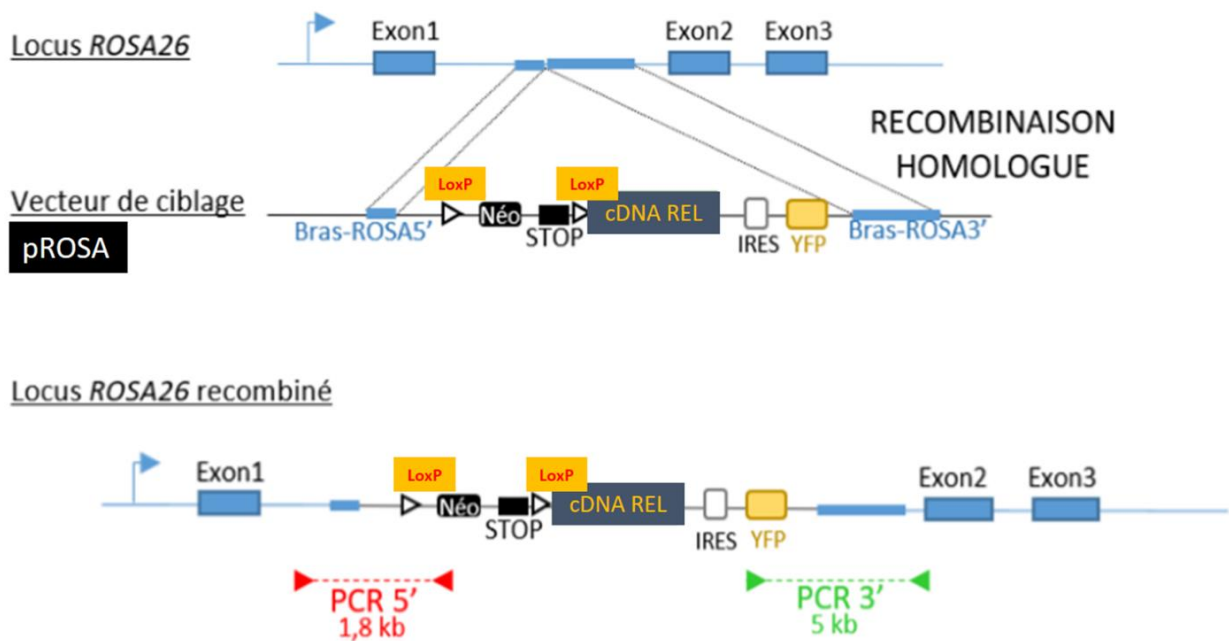 Locus ROSA26
Exon1
Exon2
Exon3
RECOMBINAISON
HOMOLOGUE
Vecteur de ciblage
pROSA
LoxP
LoxP
Néo
STOP
cDNA REL
IRES
YFP
Bras-ROSA5’
Bras-ROSA3’
Locus ROSA26 recombiné
Exon1
LoxP
LoxP
Exon2
Exon3
Néo
STOP
cDNA REL
IRES
YFP
PCR 5’
1,8 kb
PCR 3’
5 kb